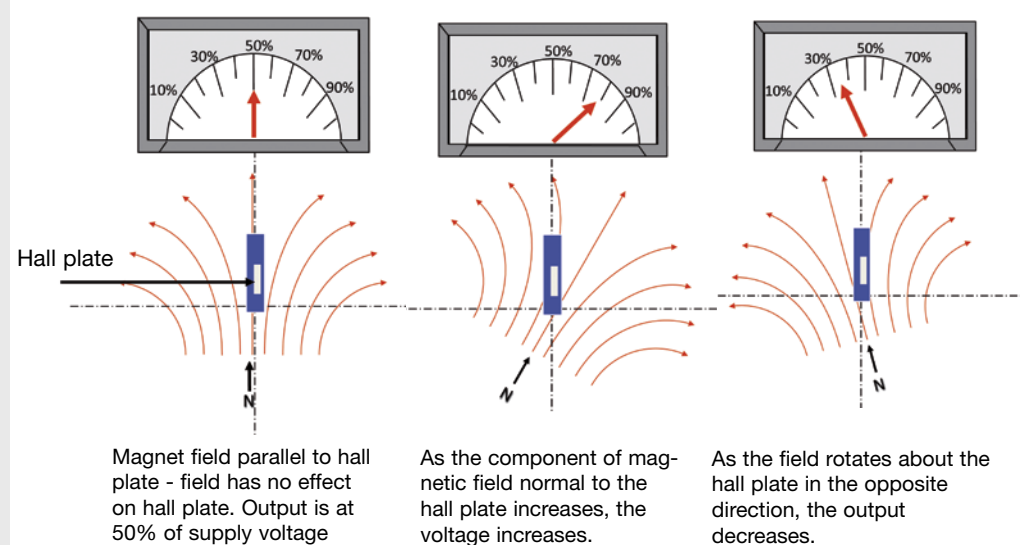 10%
30%
50%
70%
90%
10%
30%
50%
70%
90%
10%
30%
50%
70%
90%
Hall plate
N
N
N
Magnet field parallel to hall
plate - field has no effect
on hall plate. Output is at
50% of supply voltage
As the component of mag-
netic field normal to the
hall plate increases, the
voltage increases.
As the field rotates about the
hall plate in the opposite
direction, the output
decreases.